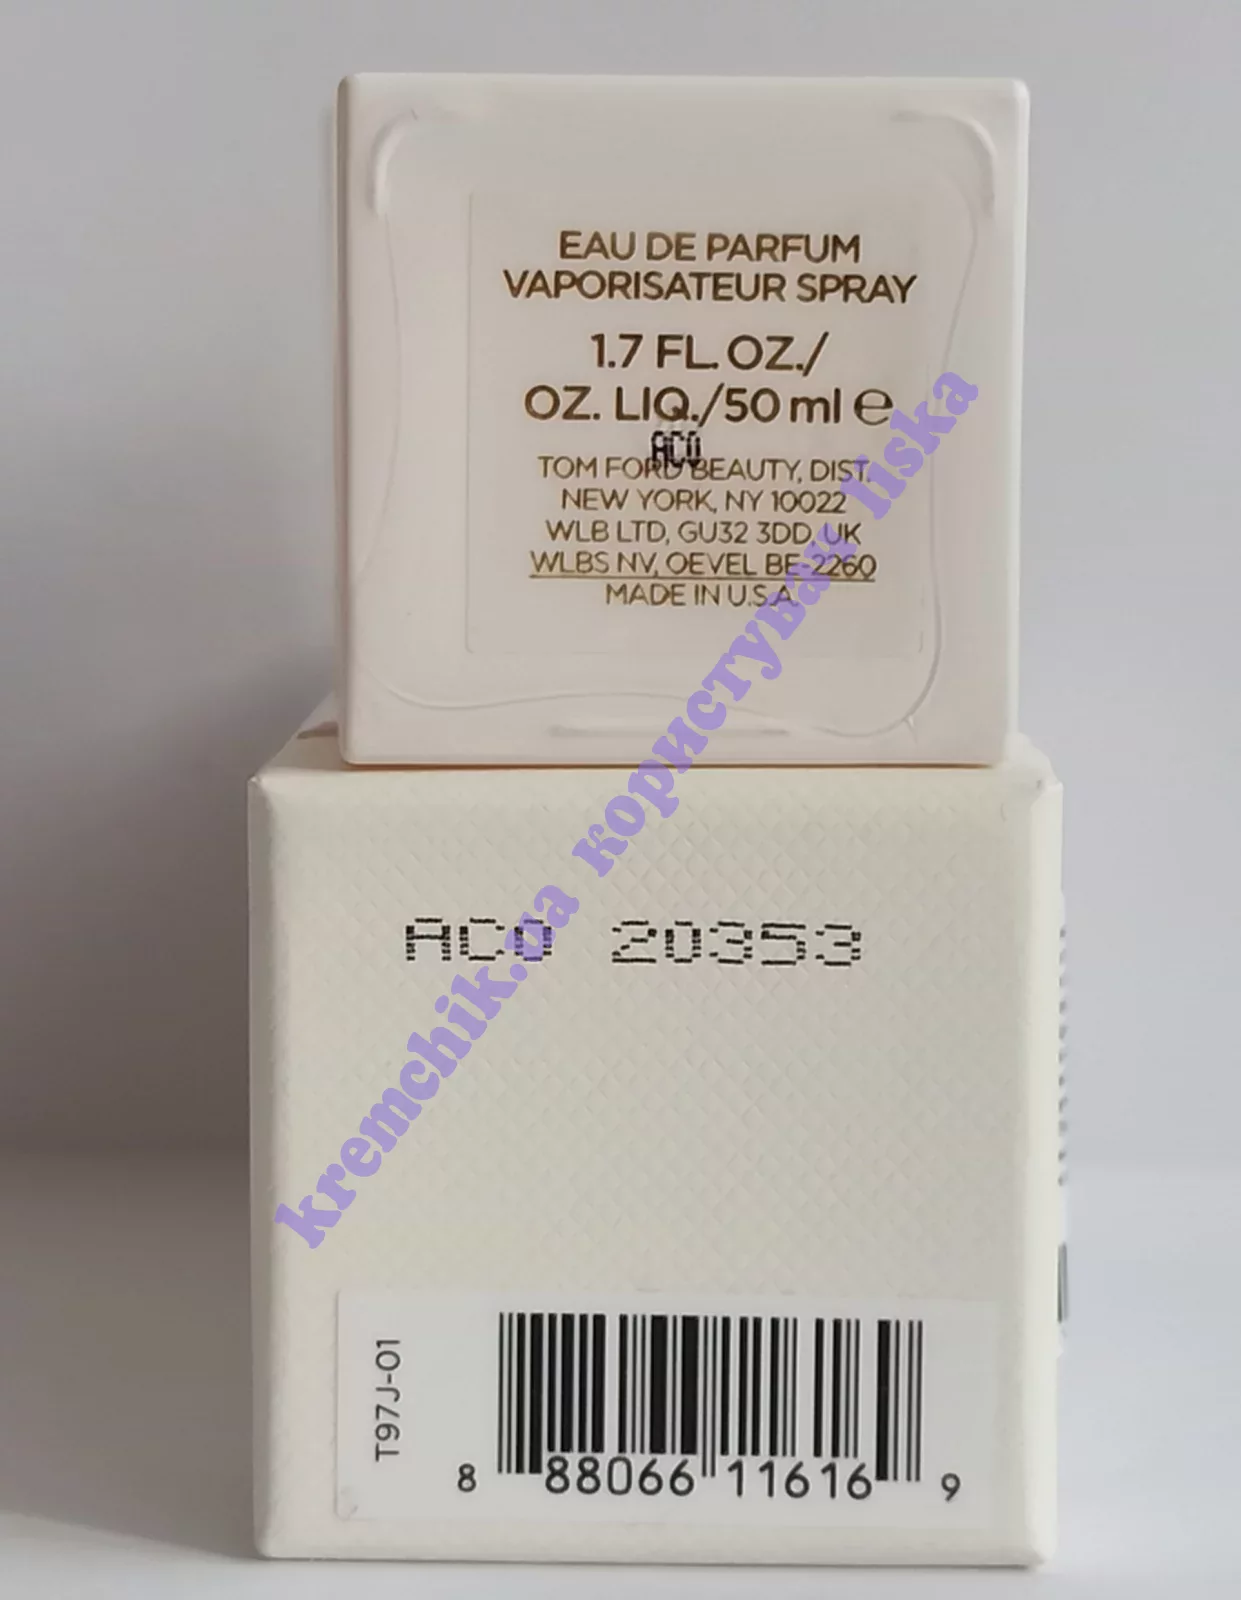 EAU DE PARFUM
VAPORISATEUR SPRAY
1.7 FL. OZ./
OZ. LIQ./50 ml ℮
AC0
TOM FORD BEAUTY, DIST.
NEW YORK, NY 10022
WLB LTD, GU32 3DD, UK
WLBS NV, OEVEL BE 2260
MADE IN U.S.A.
AC0 20353
kremchik.ua користувач liska
T97J-01
8 88066 11616 9